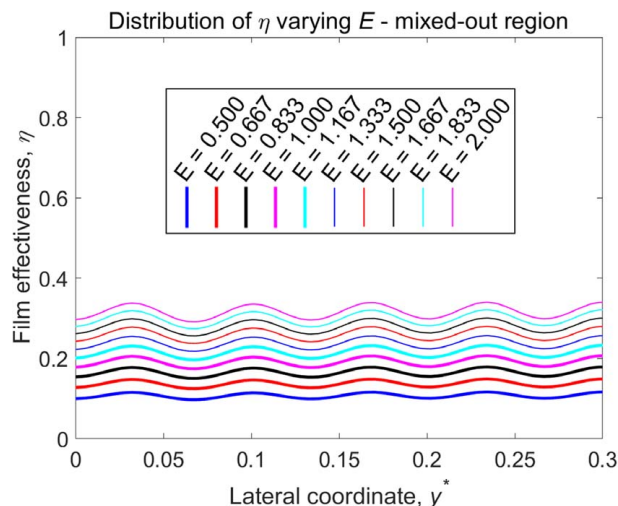 Distribution of η varying E - mixed-out region
1
0.8
0.6
0.4
0.2
0
Film effectiveness, η
E = 0.500
E = 0.667
E = 0.833
E = 1.000
E = 1.167
E = 1.333
E = 1.500
E = 1.667
E = 1.833
E = 2.000
0 0.05 0.1 0.15 0.2 0.25 0.3
Lateral coordinate, y*